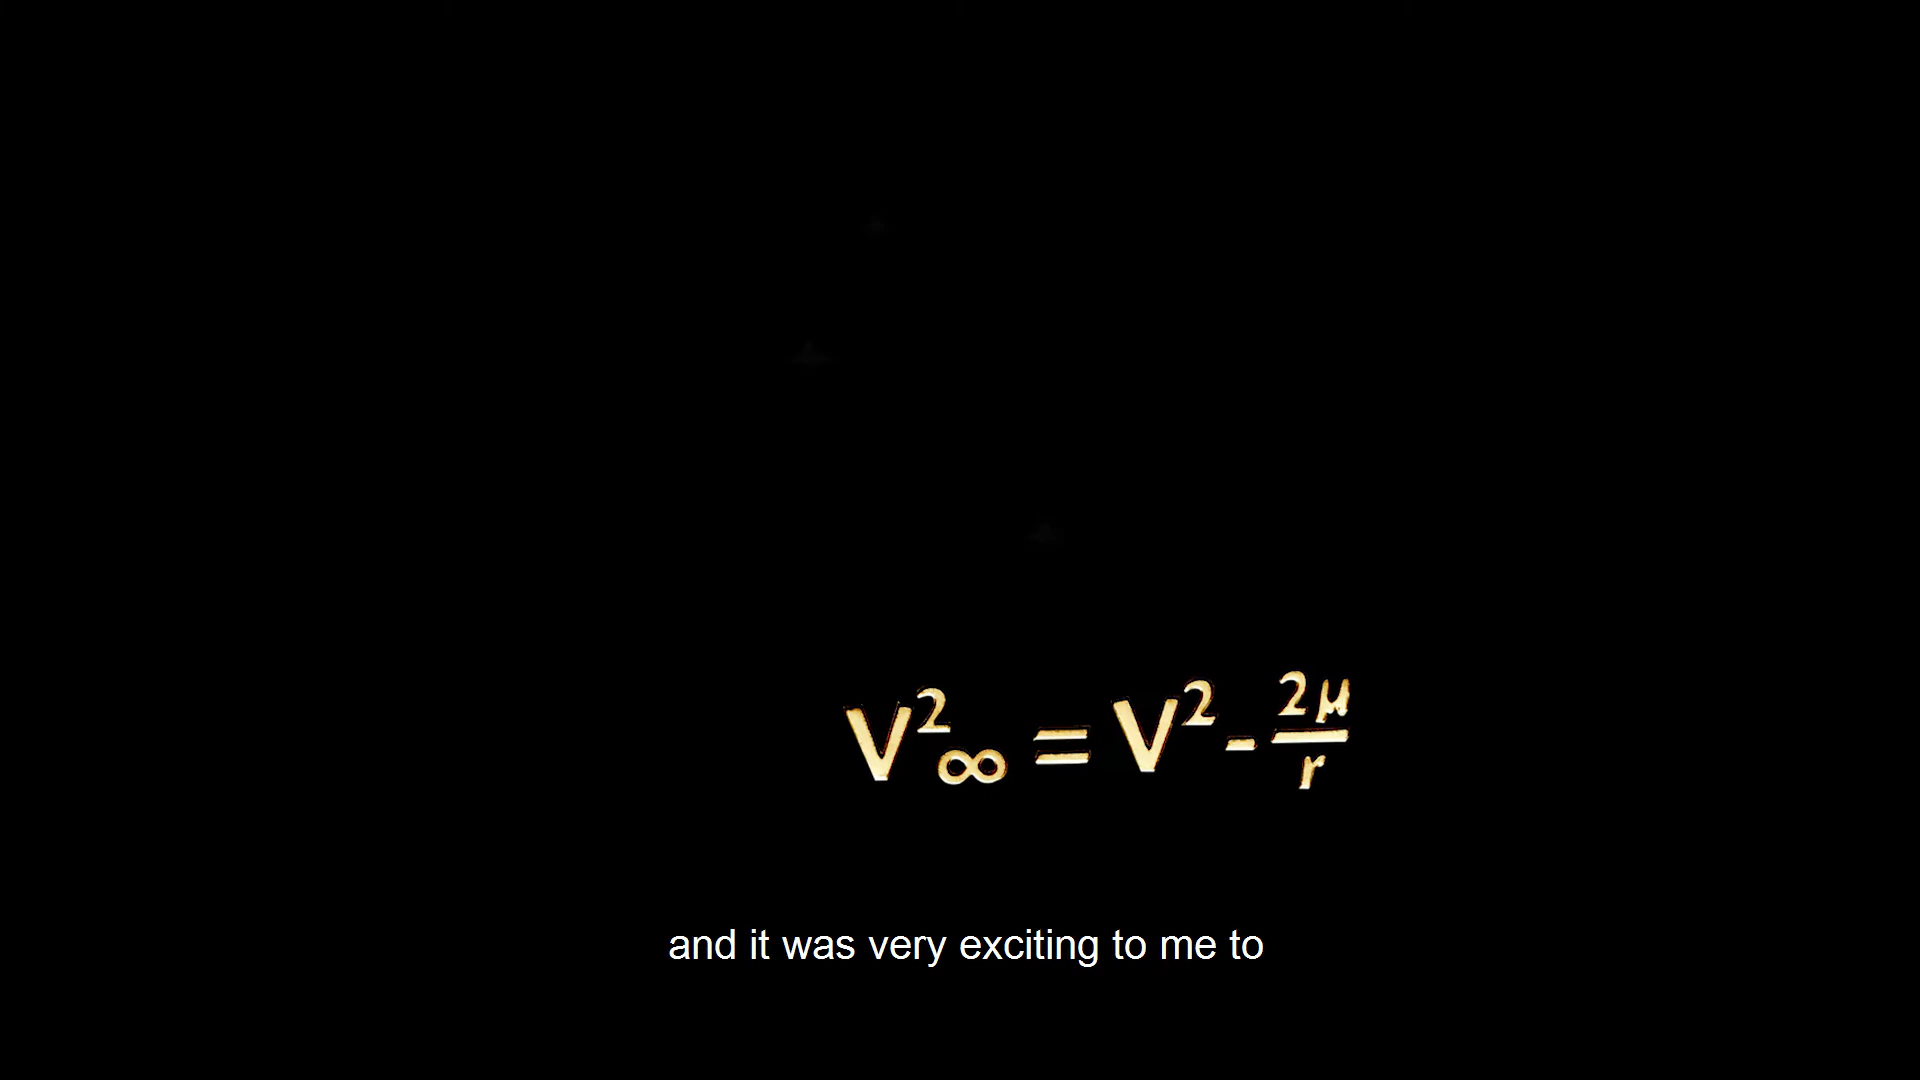 V²∞ = V² - 2μ/r
and it was very exciting to me to